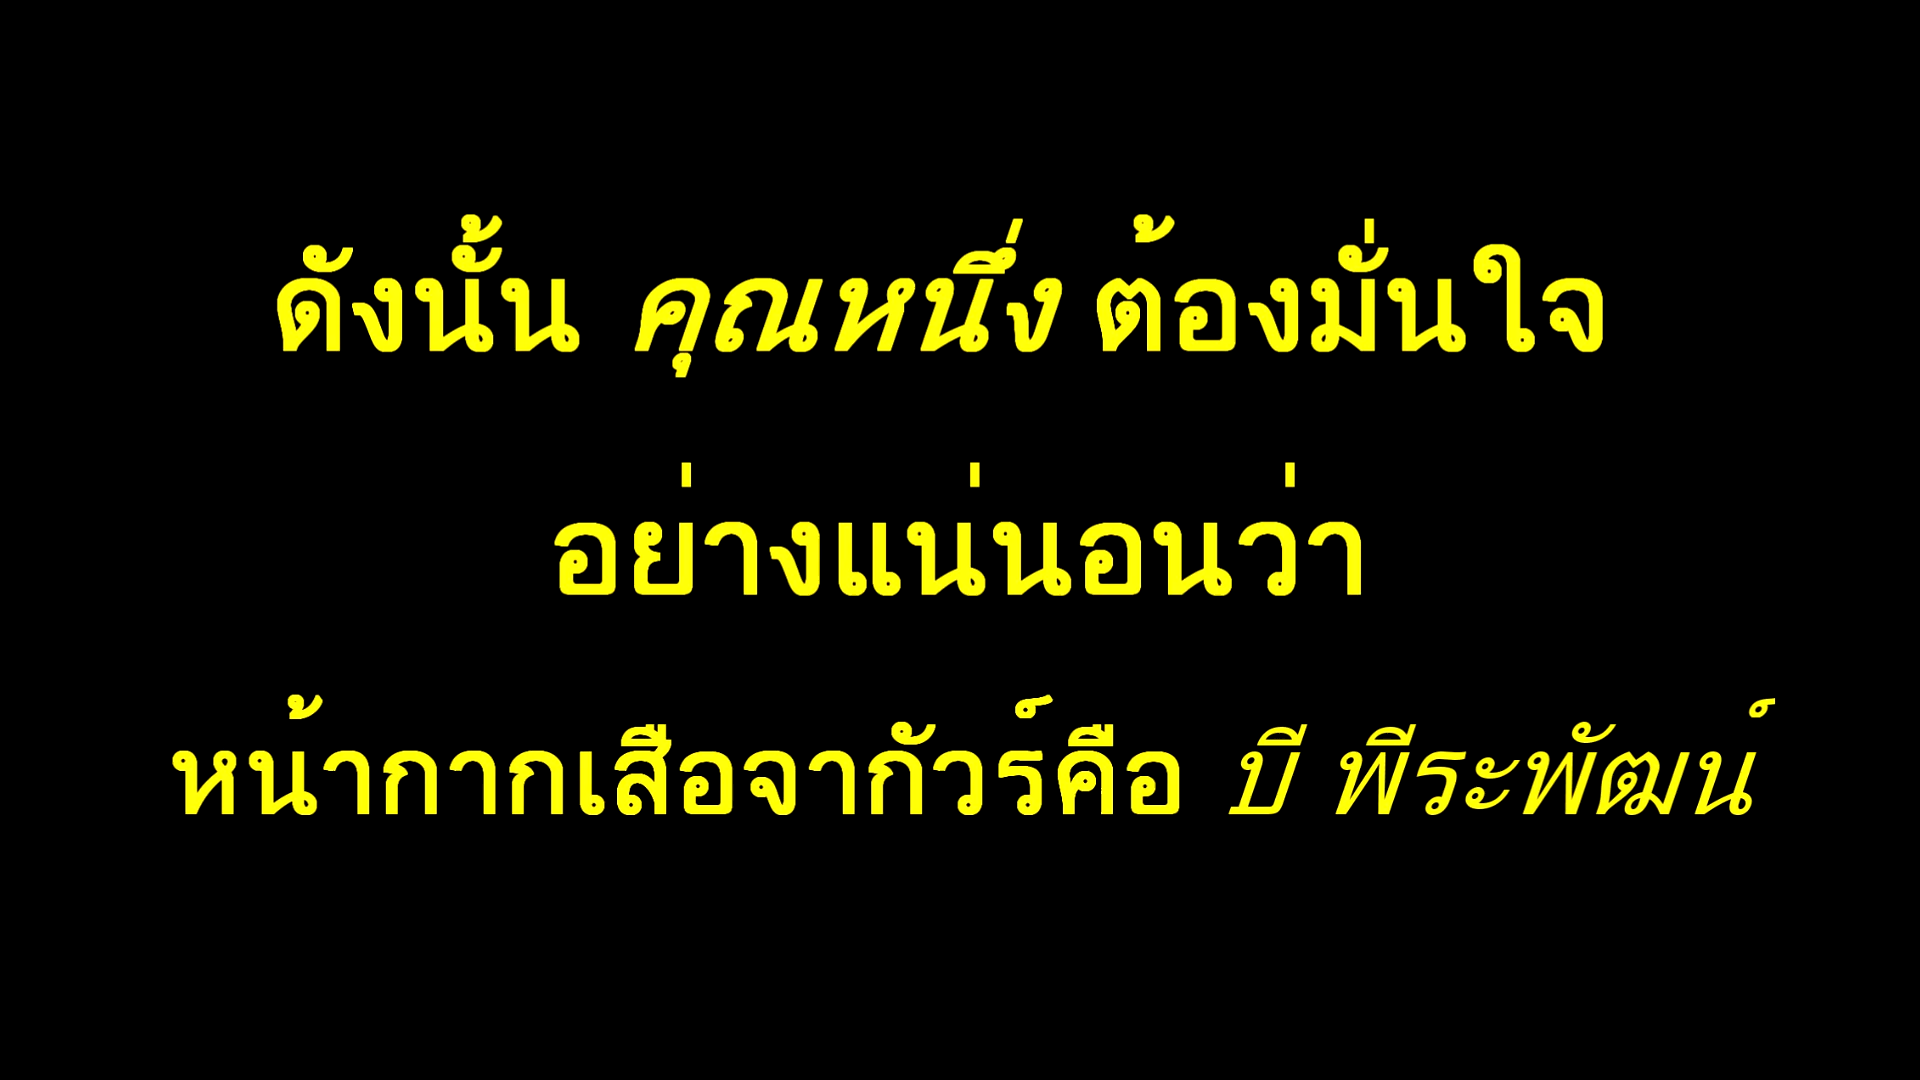 ดังนั้น คุณหนึ่ง ต้องมั่นใจ
อย่างแน่นอนว่า
หน้ากากเสือจากัวร์คือ บี พีระพัฒน์